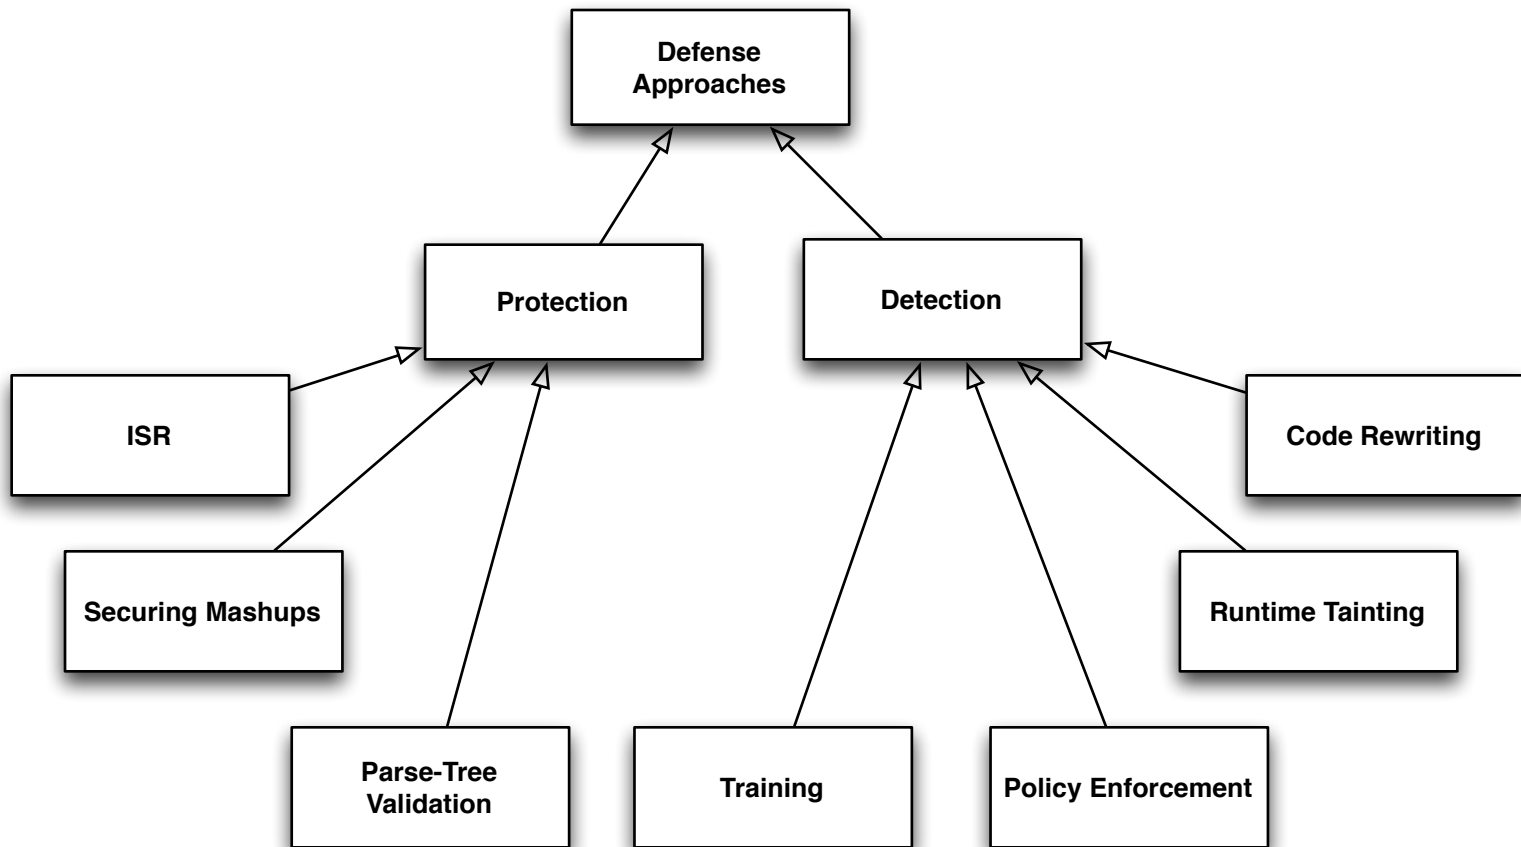 Defense
Approaches
Protection
Detection
ISR
Code Rewriting
Securing Mashups
Runtime Tainting
Parse-Tree
Validation
Training
Policy Enforcement